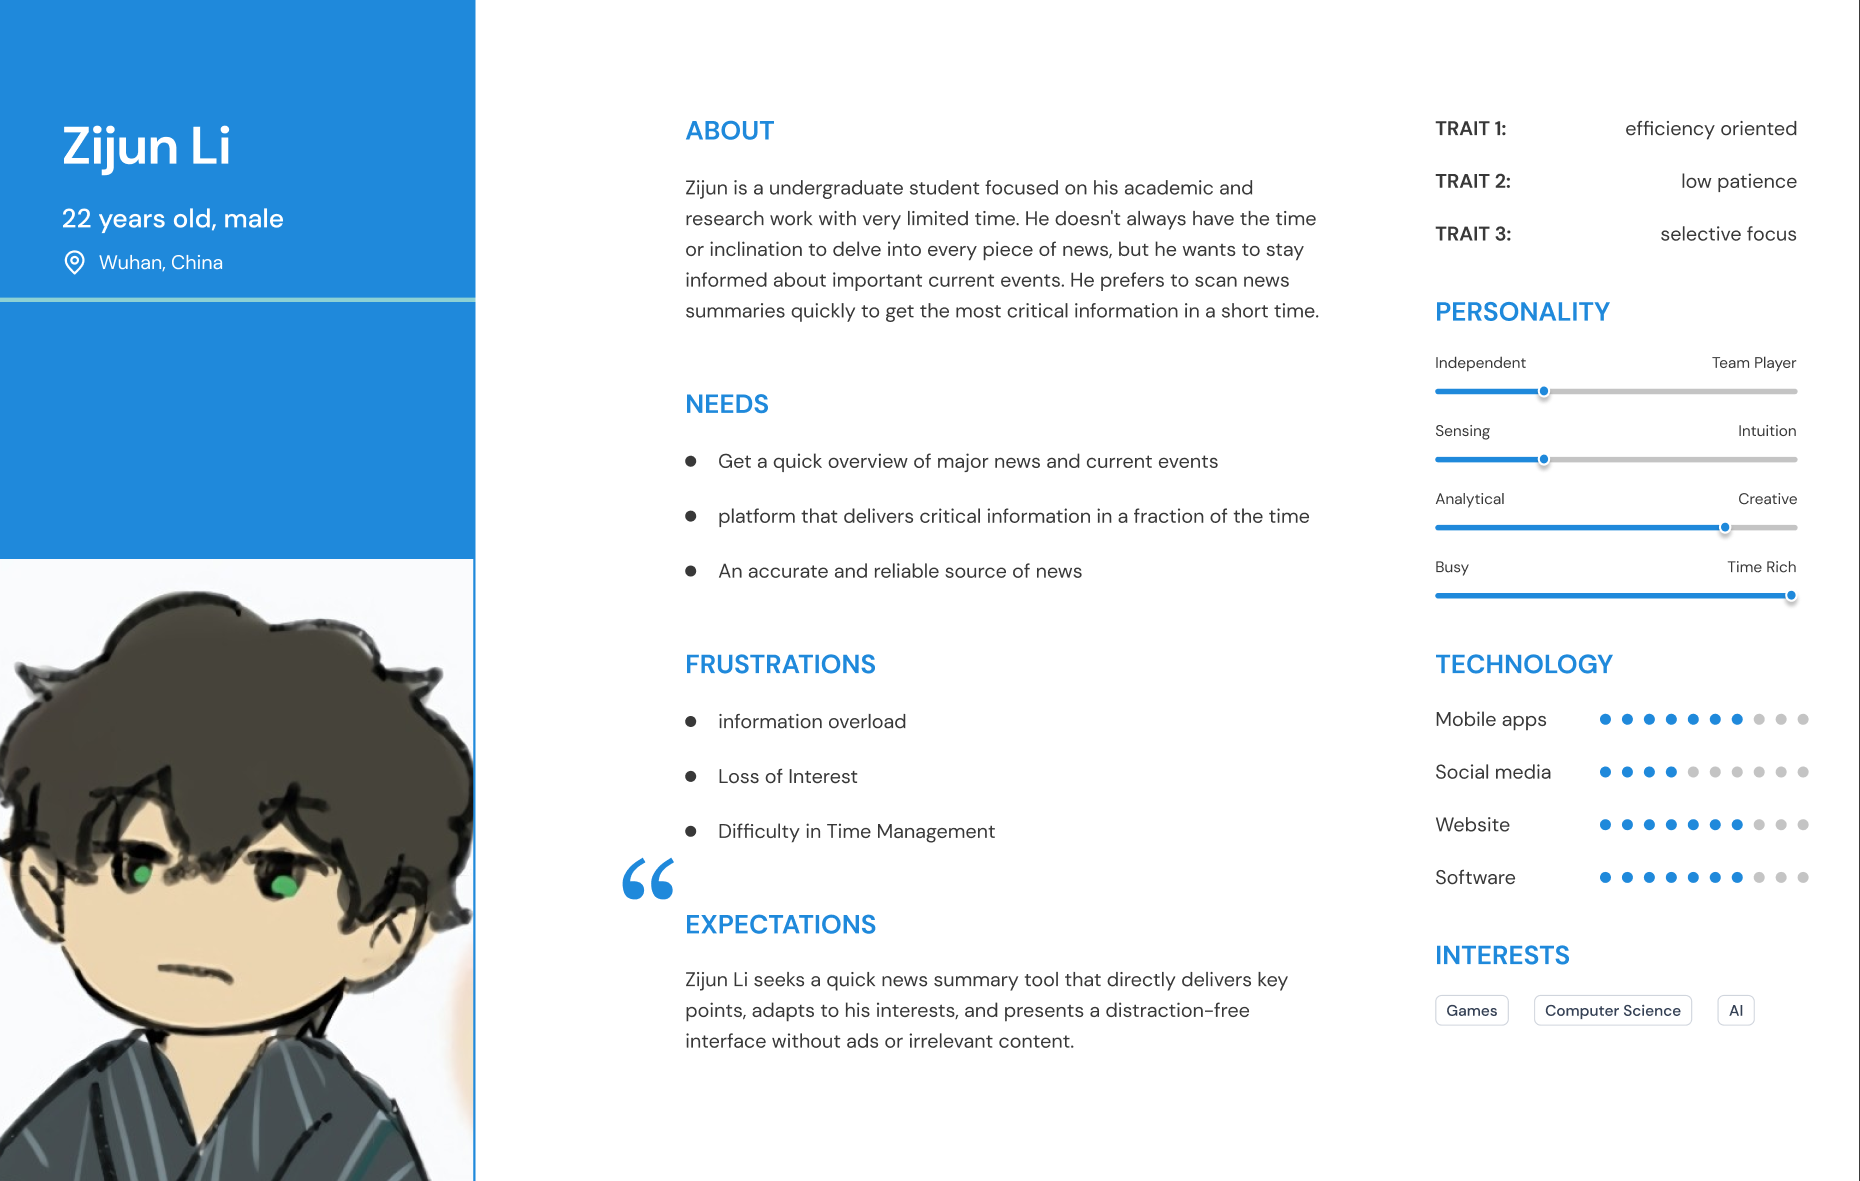 Zijun Li
22 years old, male
Wuhan, China
ABOUT
Zijun is a undergraduate student focused on his academic and
research work with very limited time. He doesn't always have the time
or inclination to delve into every piece of news, but he wants to stay
informed about important current events. He prefers to scan news
summaries quickly to get the most critical information in a short time.
NEEDS
● Get a quick overview of major news and current events
● platform that delivers critical information in a fraction of the time
● An accurate and reliable source of news
FRUSTRATIONS
● information overload
● Loss of Interest
● Difficulty in Time Management
“
EXPECTATIONS
Zijun Li seeks a quick news summary tool that directly delivers key
points, adapts to his interests, and presents a distraction-free
interface without ads or irrelevant content.
TRAIT 1: efficiency oriented
TRAIT 2: low patience
TRAIT 3: selective focus
PERSONALITY
Independent Team Player
Sensing Intuition
Analytical Creative
Busy Time Rich
TECHNOLOGY
Mobile apps
Social media
Website
Software
INTERESTS
Games Computer Science AI